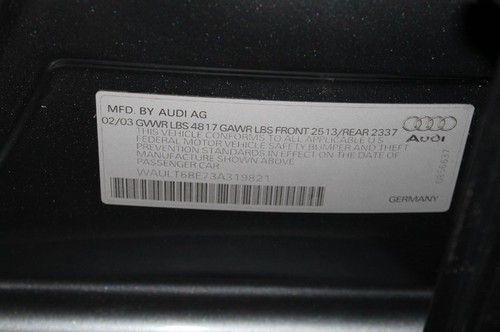 MFD. BY AUDI AG
02/03 GVWR LBS 4817 GAWR LBS FRONT 2513/REAR 2337
THIS VEHICLE CONFORMS TO ALL APPLICABLE U.S.
FEDERAL MOTOR VEHICLE SAFETY BUMPER AND THEFT
PREVENTION STANDARDS IN EFFECT ON THE DATE OF
MANUFACTURE SHOWN ABOVE
PASSENGER CAR
WAULT68E73A319821
Audi
0856637
GERMANY